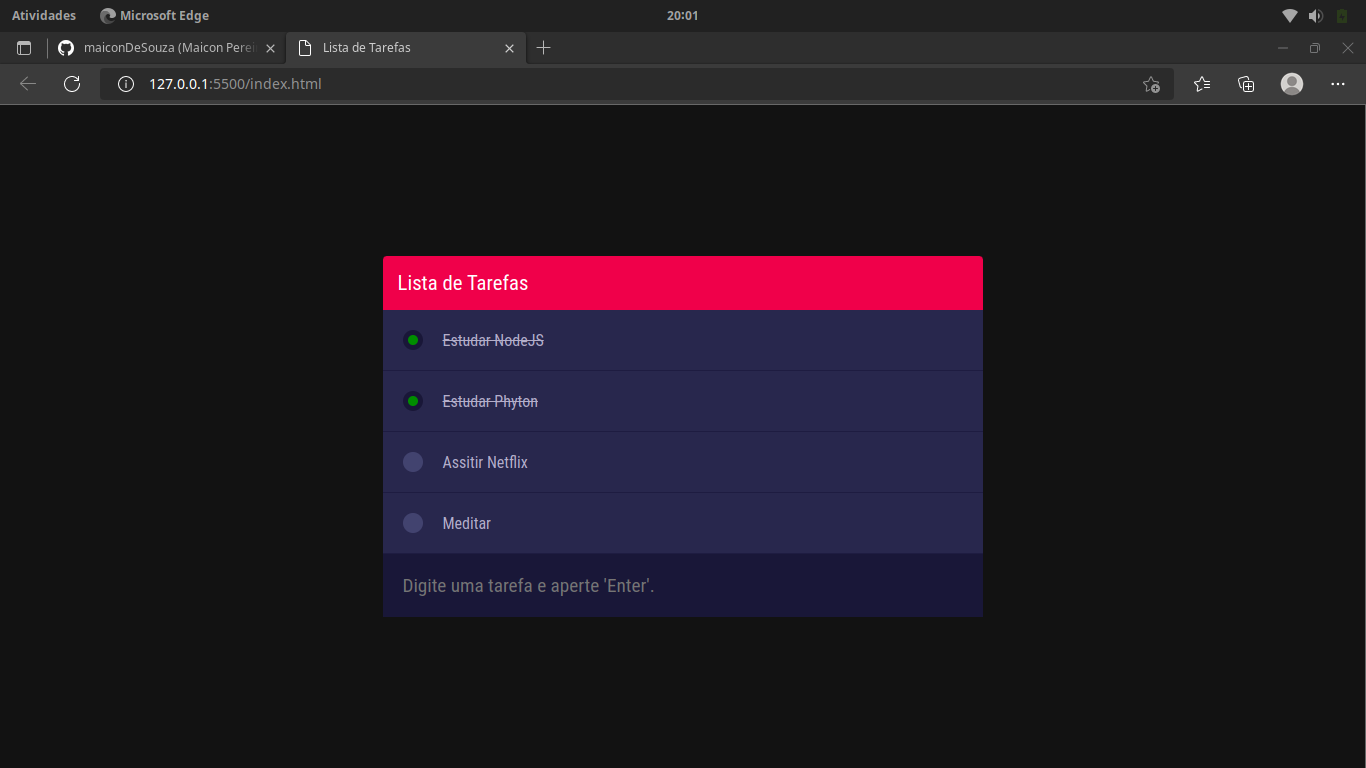 Atividades Microsoft Edge 20:01
maiconDeSouza (Maicon Perei Lista de Tarefas
127.0.0.1:5500/index.html
Lista de Tarefas
Estudar NodeJS
Estudar Phyton
Assitir Netflix
Meditar
Digite uma tarefa e aperte 'Enter'.